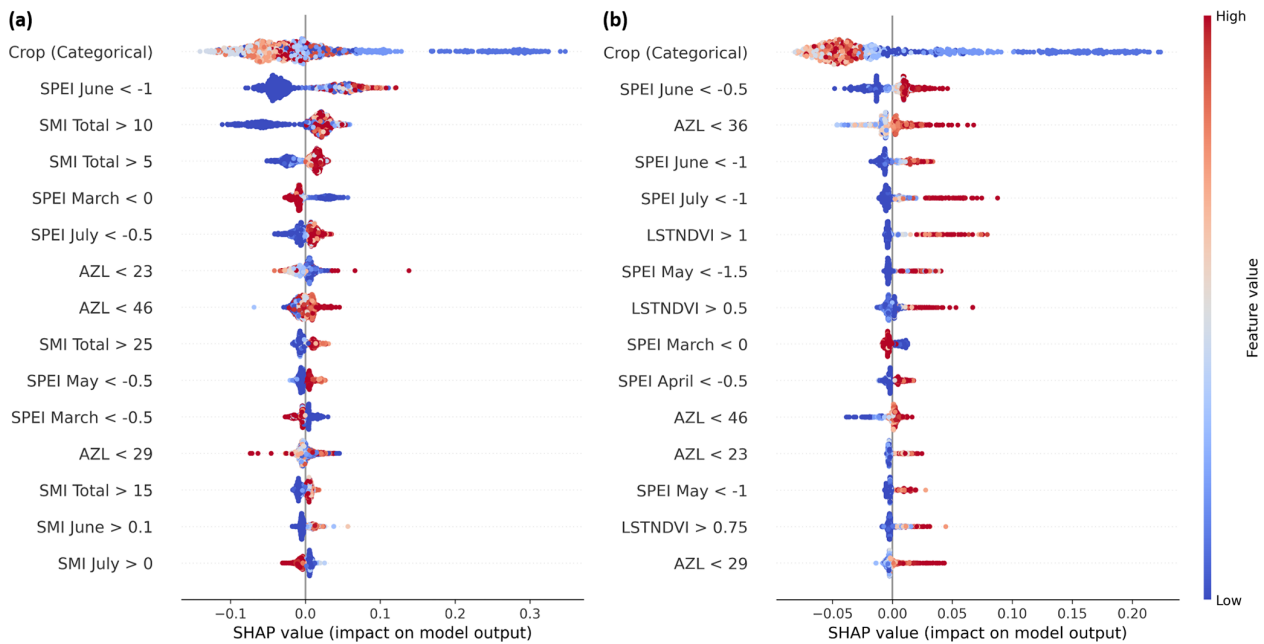 (a)
Crop (Categorical)
SPEI June < -1
SMI Total > 10
SMI Total > 5
SPEI March < 0
SPEI July < -0.5
AZL < 23
AZL < 46
SMI Total > 25
SPEI May < -0.5
SPEI March < -0.5
AZL < 29
SMI Total > 15
SMI June > 0.1
SMI July > 0
−0.1 0.0 0.1 0.2 0.3
SHAP value (impact on model output)
(b)
Crop (Categorical)
SPEI June < -0.5
AZL < 36
SPEI June < -1
SPEI July < -1
LSTNDVI > 1
SPEI May < -1.5
LSTNDVI > 0.5
SPEI March < 0
SPEI April < -0.5
AZL < 46
AZL < 23
SPEI May < -1
LSTNDVI > 0.75
AZL < 29
−0.05 0.00 0.05 0.10 0.15 0.20
SHAP value (impact on model output)
High
Feature value
Low